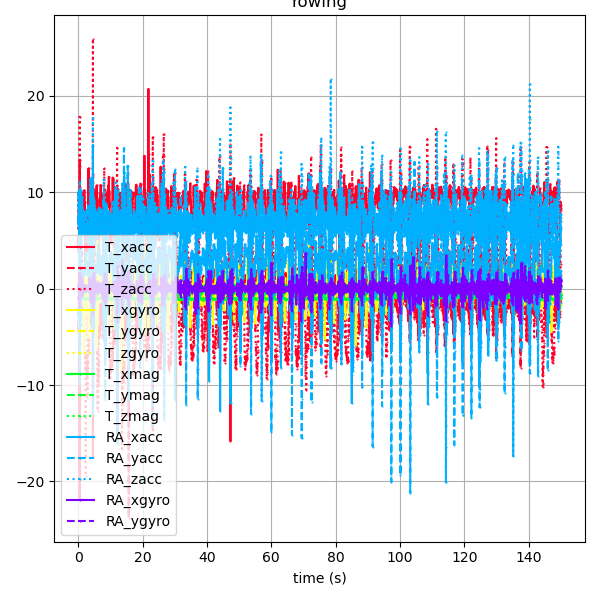 rowing
20
10
0
−10
−20
T_xacc
T_yacc
T_zacc
T_xgyro
T_ygyro
T_zgyro
T_xmag
T_ymag
T_zmag
RA_xacc
RA_yacc
RA_zacc
RA_xgyro
RA_ygyro
0 20 40 60 80 100 120 140
time (s)